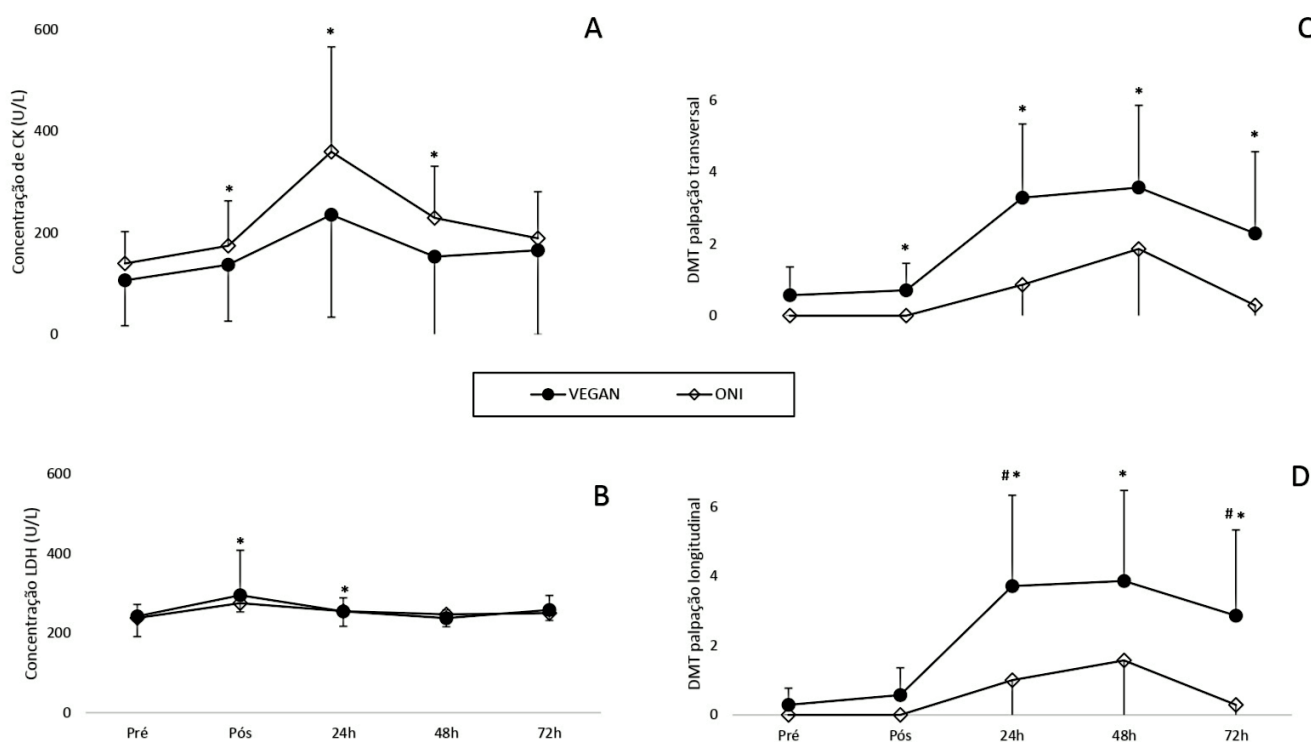 A
Concentração de CK (U/L)
600
400
200
0
*
*
*
C
DMT palpação transversal
6
4
2
0
*
*
*
*
VEGAN
ONI
B
Concentração LDH (U/L)
600
400
200
0
*
*
Pré
Pós
24h
48h
72h
D
DMT palpação longitudinal
6
4
2
0
# *
*
# *
Pré
Pós
24h
48h
72h